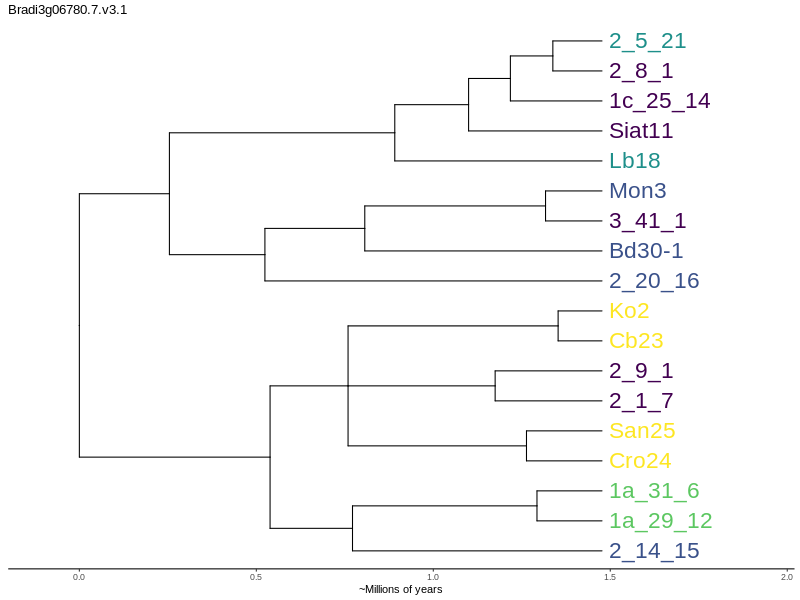 Bradi3g06780.7.v3.1
2_5_21
2_8_1
1c_25_14
Siat11
Lb18
Mon3
3_41_1
Bd30-1
2_20_16
Ko2
Cb23
2_9_1
2_1_7
San25
Cro24
1a_31_6
1a_29_12
2_14_15
0.0 0.5 1.0 1.5 2.0
~Millions of years